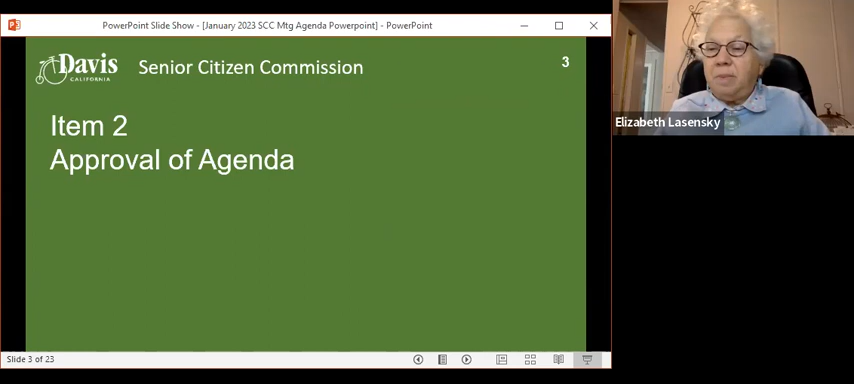 PowerPoint Slide Show - [January 2023 SCC Mtg Agenda Powerpoint] - PowerPoint
Davis
CALIFORNIA
Senior Citizen Commission
3
Item 2
Approval of Agenda
Elizabeth Lasensky
Slide 3 of 23